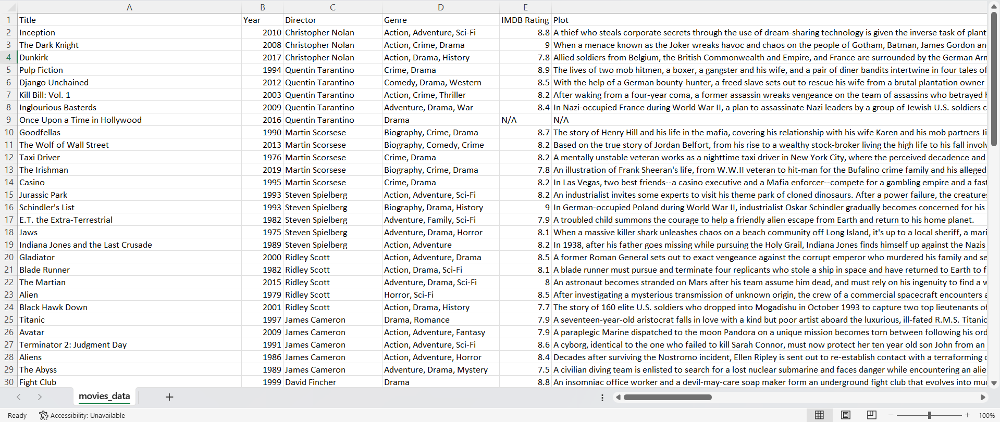 A B C D E
1 Title Year Director Genre IMDB Rating Plot
2 Inception 2010 Christopher Nolan Action, Adventure, Sci-Fi 8.8 A thief who steals corporate secrets through the use of dream-sharing technology is given the inverse task of plant
3 The Dark Knight 2008 Christopher Nolan Action, Crime, Drama 9 When a menace known as the Joker wreaks havoc and chaos on the people of Gotham, Batman, James Gordon an
4 Dunkirk 2017 Christopher Nolan Action, Drama, History 7.8 Allied soldiers from Belgium, the British Commonwealth and Empire, and France are surrounded by the German Arn
5 Pulp Fiction 1994 Quentin Tarantino Crime, Drama 8.9 The lives of two mob hitmen, a boxer, a gangster and his wife, and a pair of diner bandits intertwine in four tales of
6 Django Unchained 2012 Quentin Tarantino Comedy, Drama, Western 8.5 With the help of a German bounty-hunter, a freed slave sets out to rescue his wife from a brutal plantation owner
7 Kill Bill: Vol. 1 2003 Quentin Tarantino Action, Crime, Thriller 8.2 After waking from a four-year coma, a former assassin wreaks vengeance on the team of assassins who betrayed
8 Inglourious Basterds 2009 Quentin Tarantino Adventure, Drama, War 8.4 In Nazi-occupied France during World War II, a plan to assassinate Nazi leaders by a group of Jewish U.S. soldiers c
9 Once Upon a Time in Hollywood 2016 Quentin Tarantino Drama N/A N/A
10 Goodfellas 1990 Martin Scorsese Biography, Crime, Drama 8.7 The story of Henry Hill and his life in the mafia, covering his relationship with his wife Karen and his mob partners Ji
11 The Wolf of Wall Street 2013 Martin Scorsese Biography, Comedy, Crime 8.2 Based on the true story of Jordan Belfort, from his rise to a wealthy stock-broker living the high life to his fall invol
12 Taxi Driver 1976 Martin Scorsese Crime, Drama 8.2 A mentally unstable veteran works as a nighttime taxi driver in New York City, where the perceived decadence and
13 The Irishman 2019 Martin Scorsese Biography, Crime, Drama 7.8 An illustration of Frank Sheeran's life, from W.W.II veteran to hit-man for the Bufalino crime family and his alleged
14 Casino 1995 Martin Scorsese Crime, Drama 8.2 In Las Vegas, two best friends--a casino executive and a Mafia enforcer--compete for a gambling empire and a fast
15 Jurassic Park 1993 Steven Spielberg Action, Adventure, Sci-Fi 8.2 An industrialist invites some experts to visit his theme park of cloned dinosaurs. After a power failure, the creature
16 Schindler's List 1993 Steven Spielberg Biography, Drama, History 9 In German-occupied Poland during World War II, industrialist Oskar Schindler gradually becomes concerned for his
17 E.T. the Extra-Terrestrial 1982 Steven Spielberg Adventure, Family, Sci-Fi 7.9 A troubled child summons the courage to help a friendly alien escape from Earth and return to his home planet.
18 Jaws 1975 Steven Spielberg Adventure, Drama, Horror 8.1 When a massive killer shark unleashes chaos on a beach community off Long Island, it's up to a local sheriff, a mari
19 Indiana Jones and the Last Crusade 1989 Steven Spielberg Action, Adventure 8.2 In 1938, after his father goes missing while pursuing the Holy Grail, Indiana Jones finds himself up against the Nazis
20 Gladiator 2000 Ridley Scott Action, Adventure, Drama 8.5 A former Roman General sets out to exact vengeance against the corrupt emperor who murdered his family and se
21 Blade Runner 1982 Ridley Scott Action, Drama, Sci-Fi 8.1 A blade runner must pursue and terminate four replicants who stole a ship in space and have returned to Earth to f
22 The Martian 2015 Ridley Scott Adventure, Drama, Sci-Fi 8 An astronaut becomes stranded on Mars after his team assume him dead, and must rely on his ingenuity to find a w
23 Alien 1979 Ridley Scott Horror, Sci-Fi 8.5 After investigating a mysterious transmission of unknown origin, the crew of a commercial spacecraft encounters a
24 Black Hawk Down 2001 Ridley Scott Action, Drama, History 7.7 The story of 160 elite U.S. soldiers who dropped into Mogadishu in October 1993 to capture two top lieutenants of
25 Titanic 1997 James Cameron Drama, Romance 7.9 A seventeen-year-old aristocrat falls in love with a kind but poor artist aboard the luxurious, ill-fated R.M.S. Titanic
26 Avatar 2009 James Cameron Action, Adventure, Fantasy 7.9 A paraplegic Marine dispatched to the moon Pandora on a unique mission becomes torn between following his ord
27 Terminator 2: Judgment Day 1991 James Cameron Action, Adventure, Sci-Fi 8.6 A cyborg, identical to the one who failed to kill Sarah Connor, must now protect her ten year old son John from an
28 Aliens 1986 James Cameron Action, Adventure, Horror 8.4 Decades after surviving the Nostromo incident, Ellen Ripley is sent out to re-establish contact with a terraforming c
29 The Abyss 1989 James Cameron Adventure, Drama, Mystery 7.5 A civilian diving team is enlisted to search for a lost nuclear submarine and faces danger while encountering an alie
30 Fight Club 1999 David Fincher Drama 8.8 An insomniac office worker and a devil-may-care soap maker form an underground fight club that evolves into muc
movies_data
Ready Accessibility: Unavailable 100%